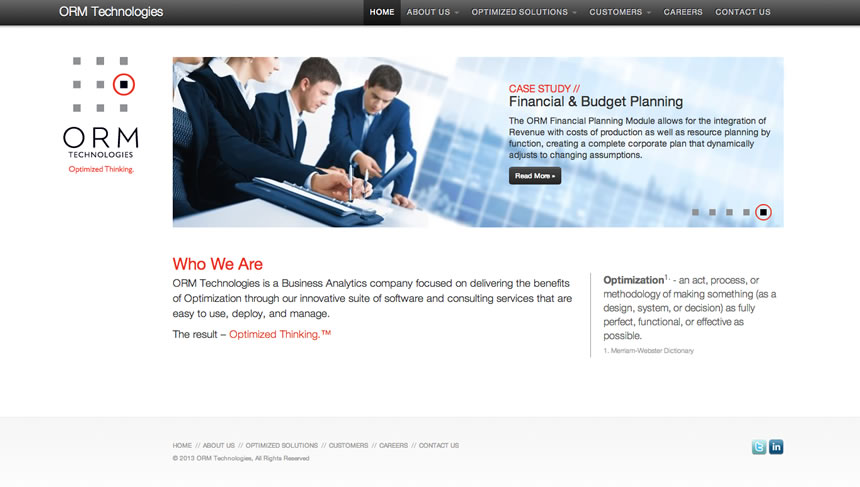 ORM Technologies
HOME ABOUT US OPTIMIZED SOLUTIONS CUSTOMERS CAREERS CONTACT US
ORM
TECHNOLOGIES
Optimized Thinking.
CASE STUDY //
Financial & Budget Planning
The ORM Financial Planning Module allows for the integration of
Revenue with costs of production as well as resource planning by
function, creating a complete corporate plan that dynamically
adjusts to changing assumptions.
Read More »
Who We Are
ORM Technologies is a Business Analytics company focused on delivering the benefits
of Optimization through our innovative suite of software and consulting services that are
easy to use, deploy, and manage.
The result – Optimized Thinking.™
Optimization1. - an act, process, or
methodology of making something (as a
design, system, or decision) as fully
perfect, functional, or effective as
possible.
1. Merriam-Webster Dictionary
HOME // ABOUT US // OPTIMIZED SOLUTIONS // CUSTOMERS // CAREERS // CONTACT US
© 2013 ORM Technologies, All Rights Reserved
t in